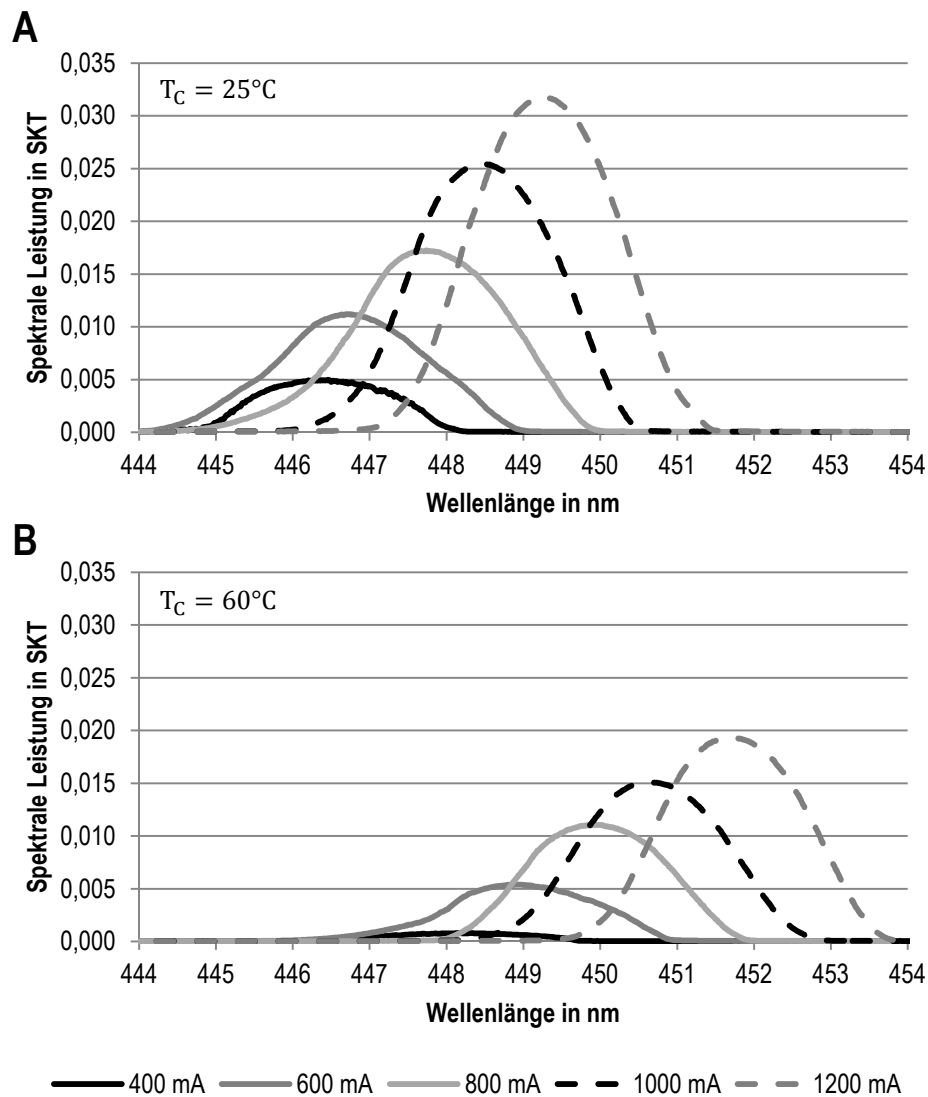 A
Spektrale Leistung in SKT
T_C = 25°C
0,035
0,030
0,025
0,020
0,015
0,010
0,005
0,000
444 445 446 447 448 449 450 451 452 453 454
Wellenlänge in nm
B
Spektrale Leistung in SKT
T_C = 60°C
0,035
0,030
0,025
0,020
0,015
0,010
0,005
0,000
444 445 446 447 448 449 450 451 452 453 454
Wellenlänge in nm
400 mA 600 mA 800 mA 1000 mA 1200 mA